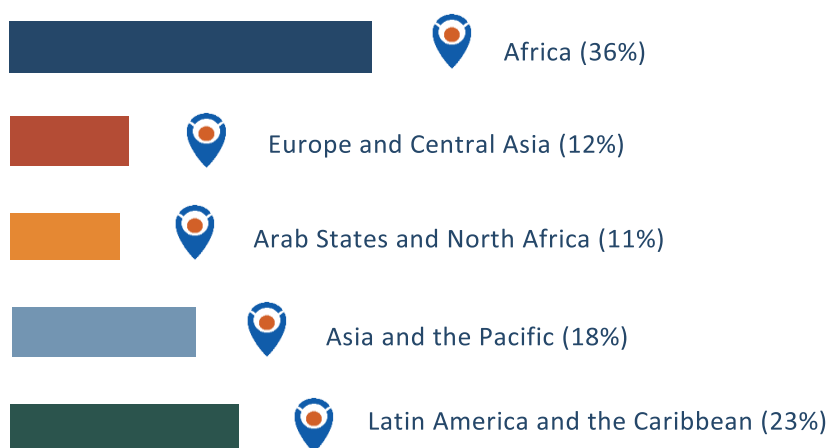 Africa (36%)
Europe and Central Asia (12%)
Arab States and North Africa (11%)
Asia and the Pacific (18%)
Latin America and the Caribbean (23%)